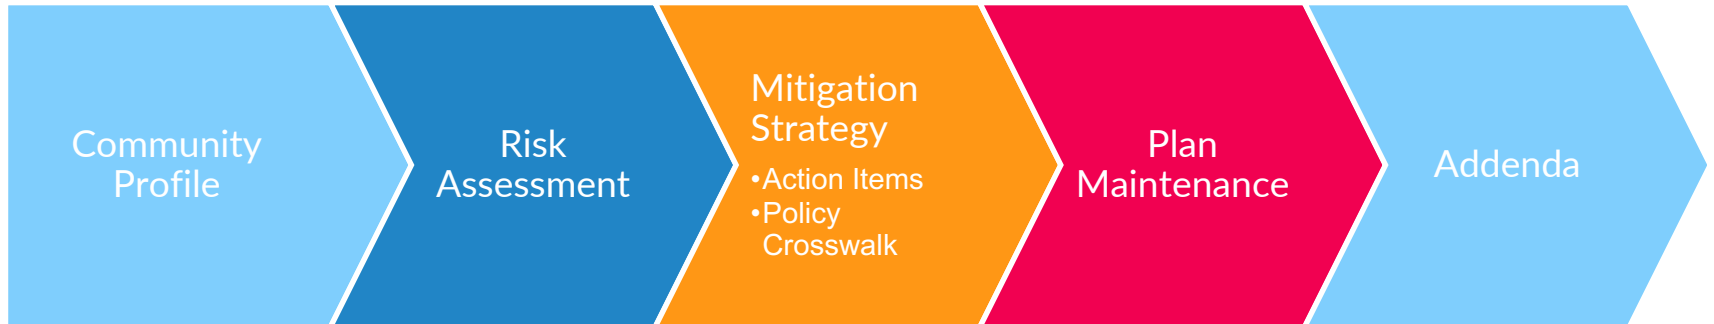 Community
Profile
Risk
Assessment
Mitigation
Strategy
•Action Items
•Policy
Crosswalk
Plan
Maintenance
Addenda